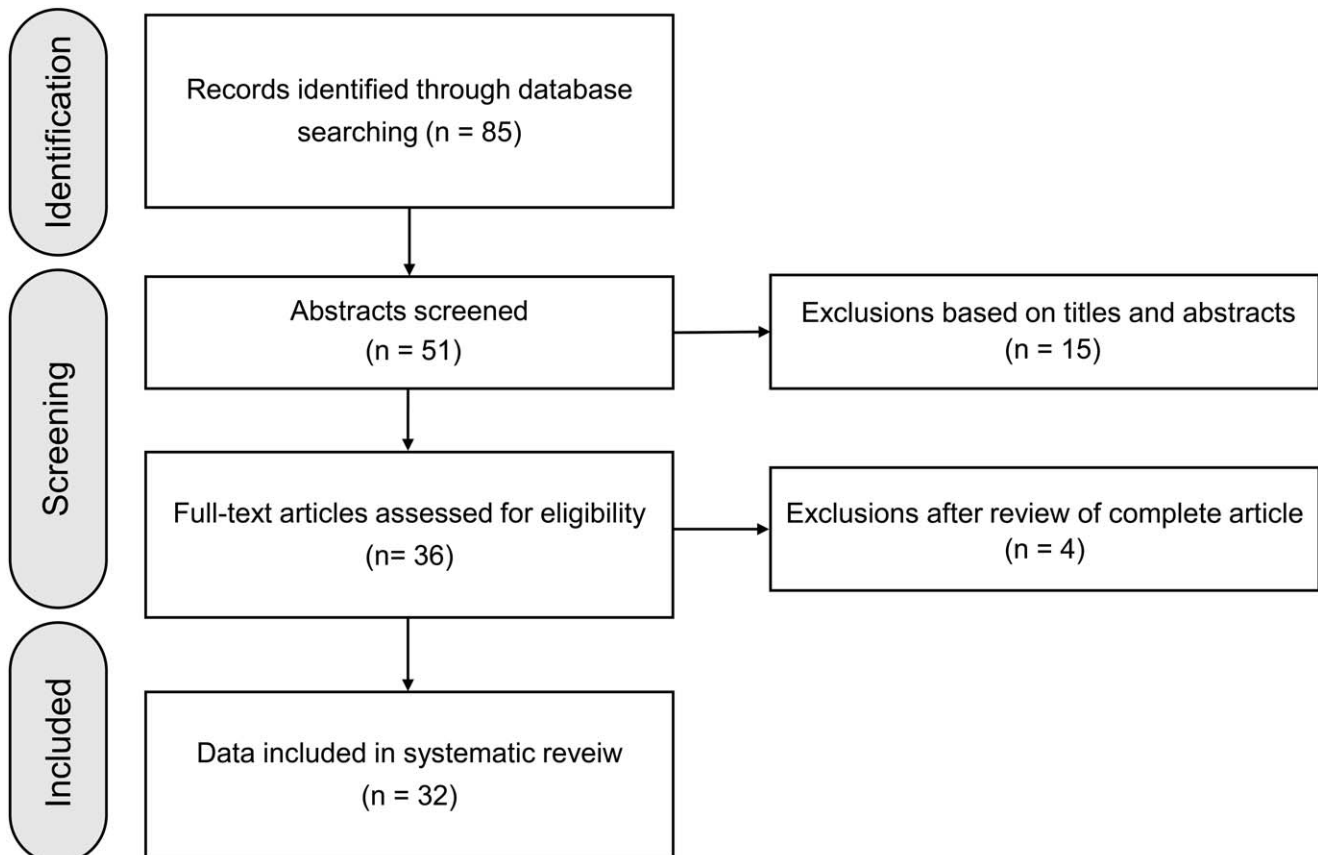 Identification
Records identified through database
searching (n = 85)
Screening
Abstracts screened
(n = 51)
Exclusions based on titles and abstracts
(n = 15)
Full-text articles assessed for eligibility
(n= 36)
Exclusions after review of complete article
(n = 4)
Included
Data included in systematic reveiw
(n = 32)